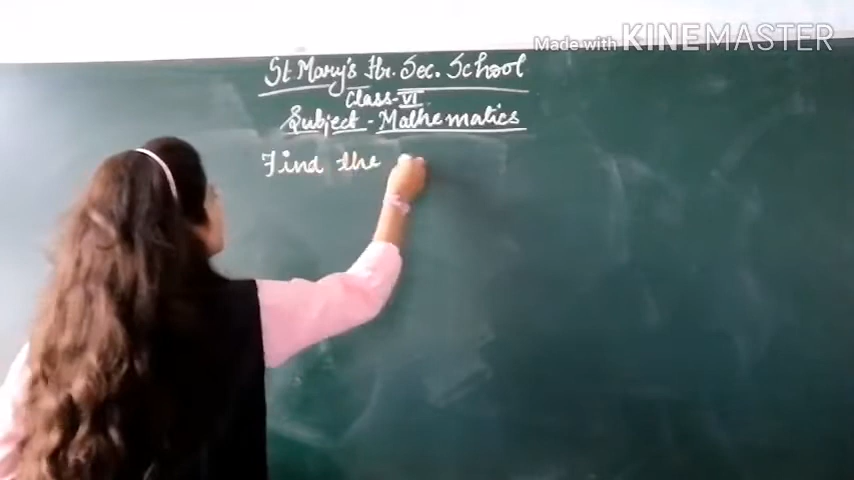 Made with KINEMASTER
St Mary's Hr. Sec. School
Class-VI
Subject - Mathematics
Find the